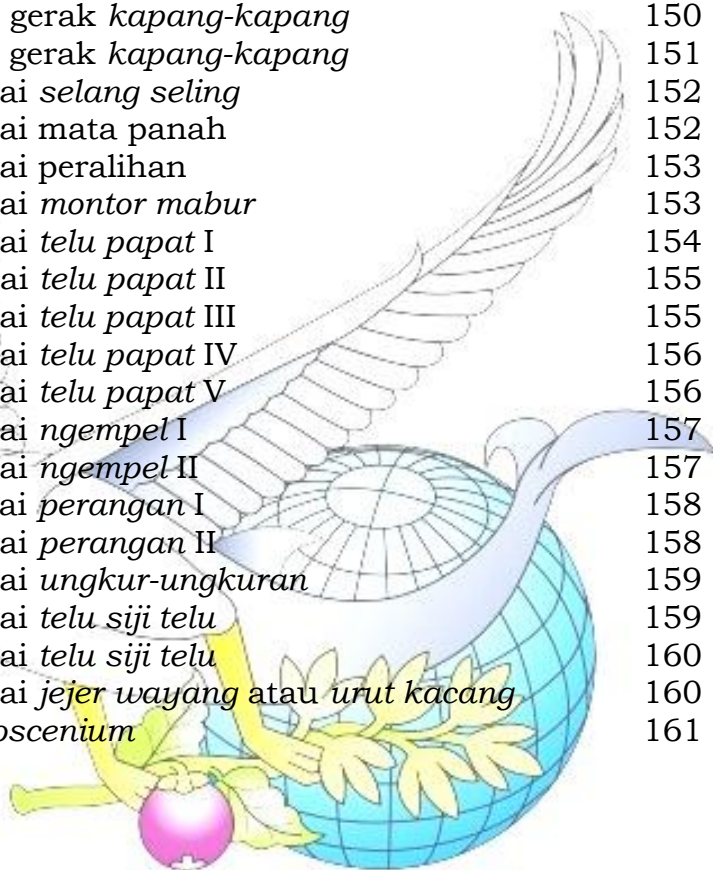 gerak kapang-kapang 150
gerak kapang-kapang 151
ai selang seling 152
ai mata panah 152
ai peralihan 153
ai montor mabur 153
ai telu papat I 154
ai telu papat II 155
ai telu papat III 155
ai telu papat IV 156
ai telu papat V 156
ai ngempel I 157
ai ngempel II 157
ai perangan I 158
ai perangan II 158
ai ungkur-ungkuran 159
ai telu siji telu 159
ai telu siji telu 160
ai jejer wayang atau urut kacang 160
oscenium 161